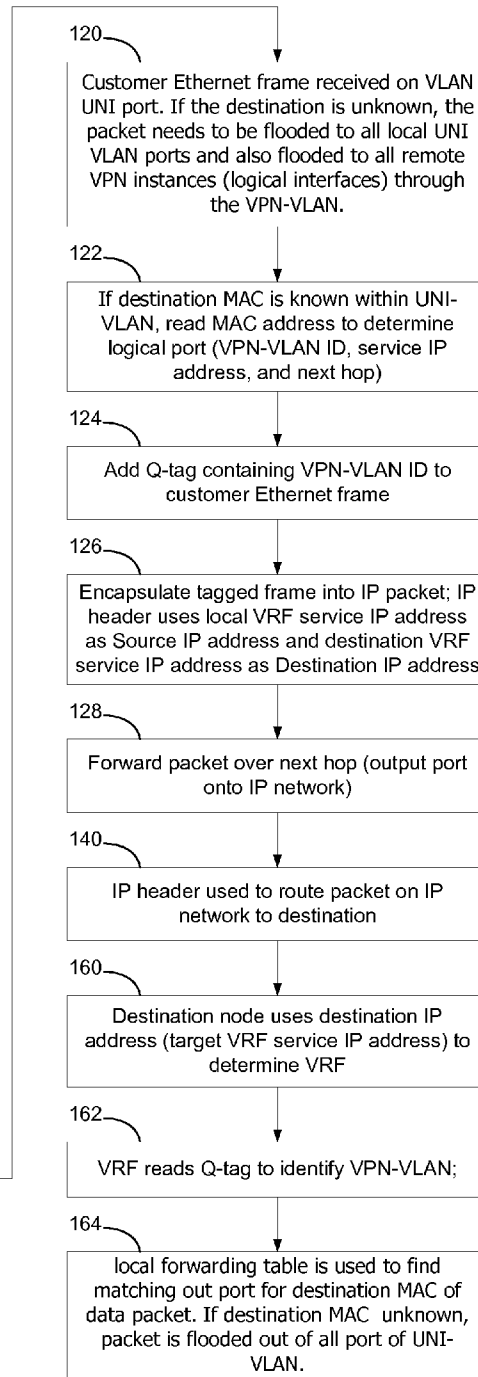 120
Customer Ethernet frame received on VLAN
UNI port. If the destination is unknown, the
packet needs to be flooded to all local UNI
VLAN ports and also flooded to all remote
VPN instances (logical interfaces) through
the VPN-VLAN.
122
If destination MAC is known within UNI-
VLAN, read MAC address to determine
logical port (VPN-VLAN ID, service IP
address, and next hop)
124
Add Q-tag containing VPN-VLAN ID to
customer Ethernet frame
126
Encapsulate tagged frame into IP packet; IP
header uses local VRF service IP address
as Source IP address and destination VRF
service IP address as Destination IP address
128
Forward packet over next hop (output port
onto IP network)
140
IP header used to route packet on IP
network to destination
160
Destination node uses destination IP
address (target VRF service IP address) to
determine VRF
162
VRF reads Q-tag to identify VPN-VLAN;
164
local forwarding table is used to find
matching out port for destination MAC of
data packet. If destination MAC unknown,
packet is flooded out of all port of UNI-
VLAN.